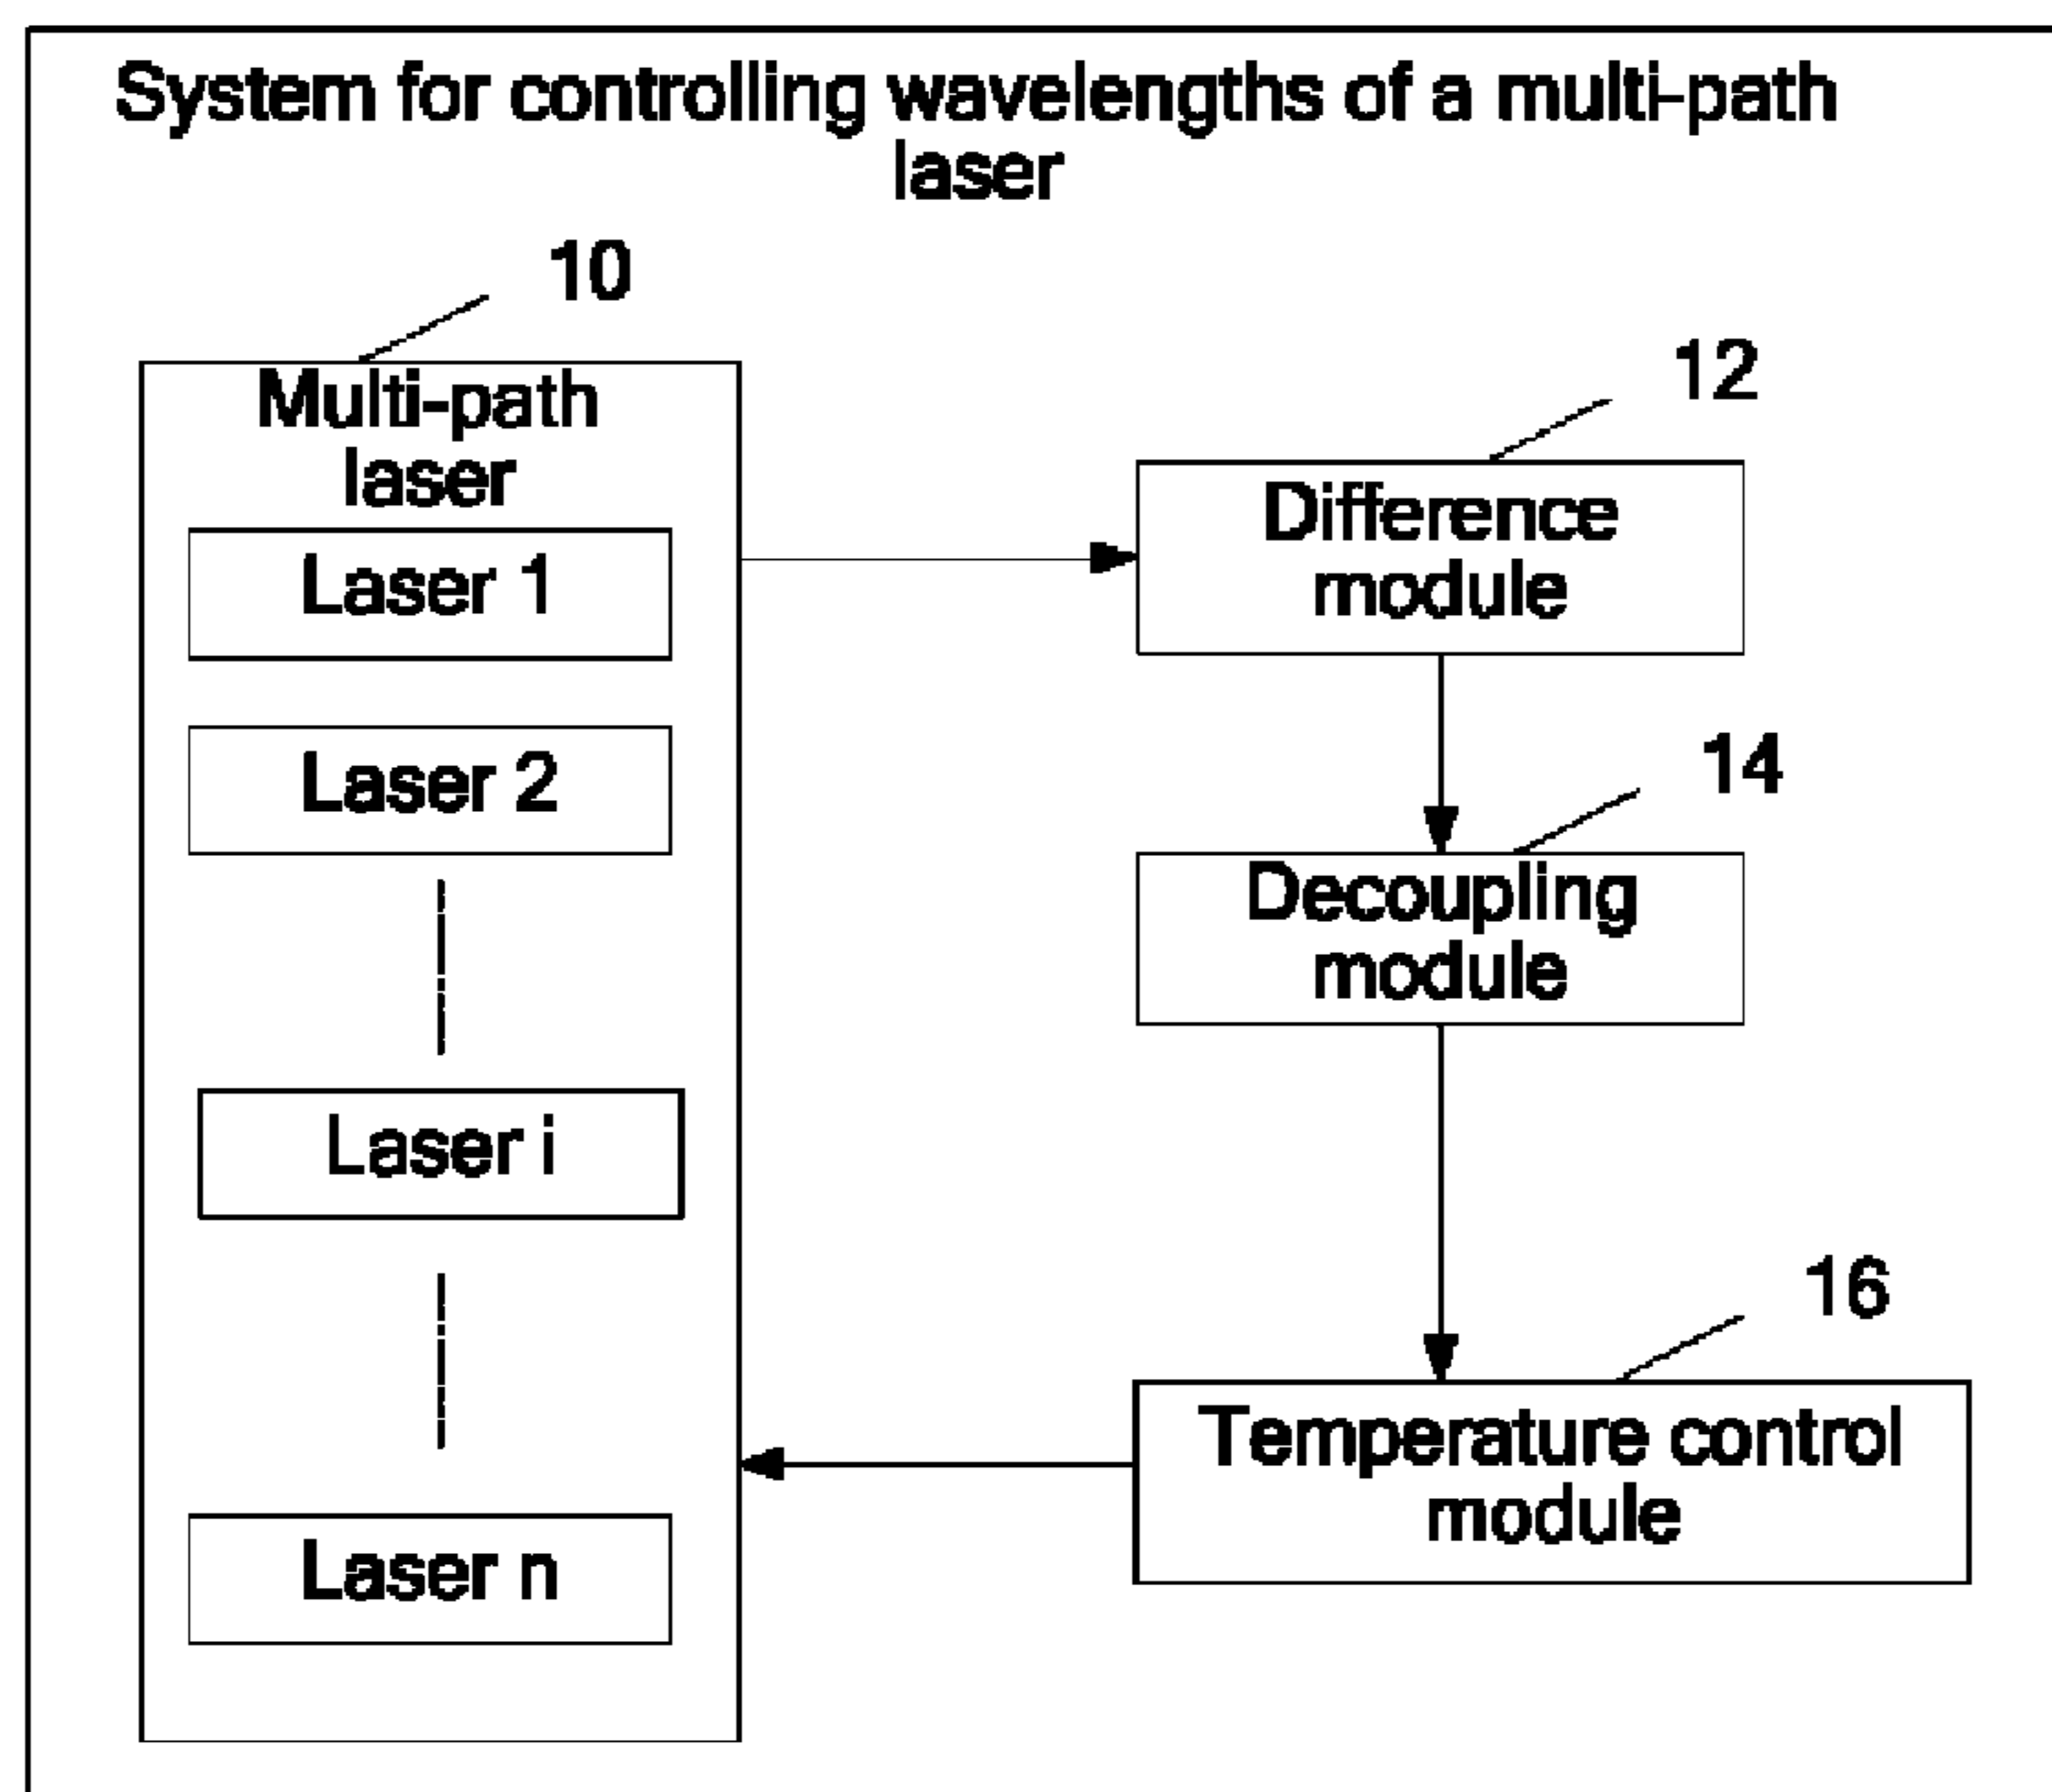 System for controlling wavelengths of a multi-path
laser
10
Multi-path
laser
Laser 1
Laser 2
Laser i
Laser n
12
Difference
module
14
Decoupling
module
16
Temperature control
module